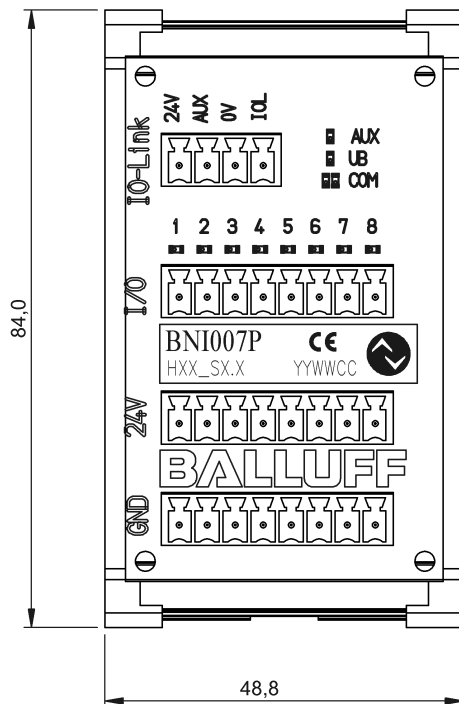 24V AUX 0V IOL
IO-Link
AUX
UB
COM
1 2 3 4 5 6 7 8
I/O
BNI007P CE
HXX_SX.X YYWWCC
24V
BALLUFF
GND
84,0
48,8